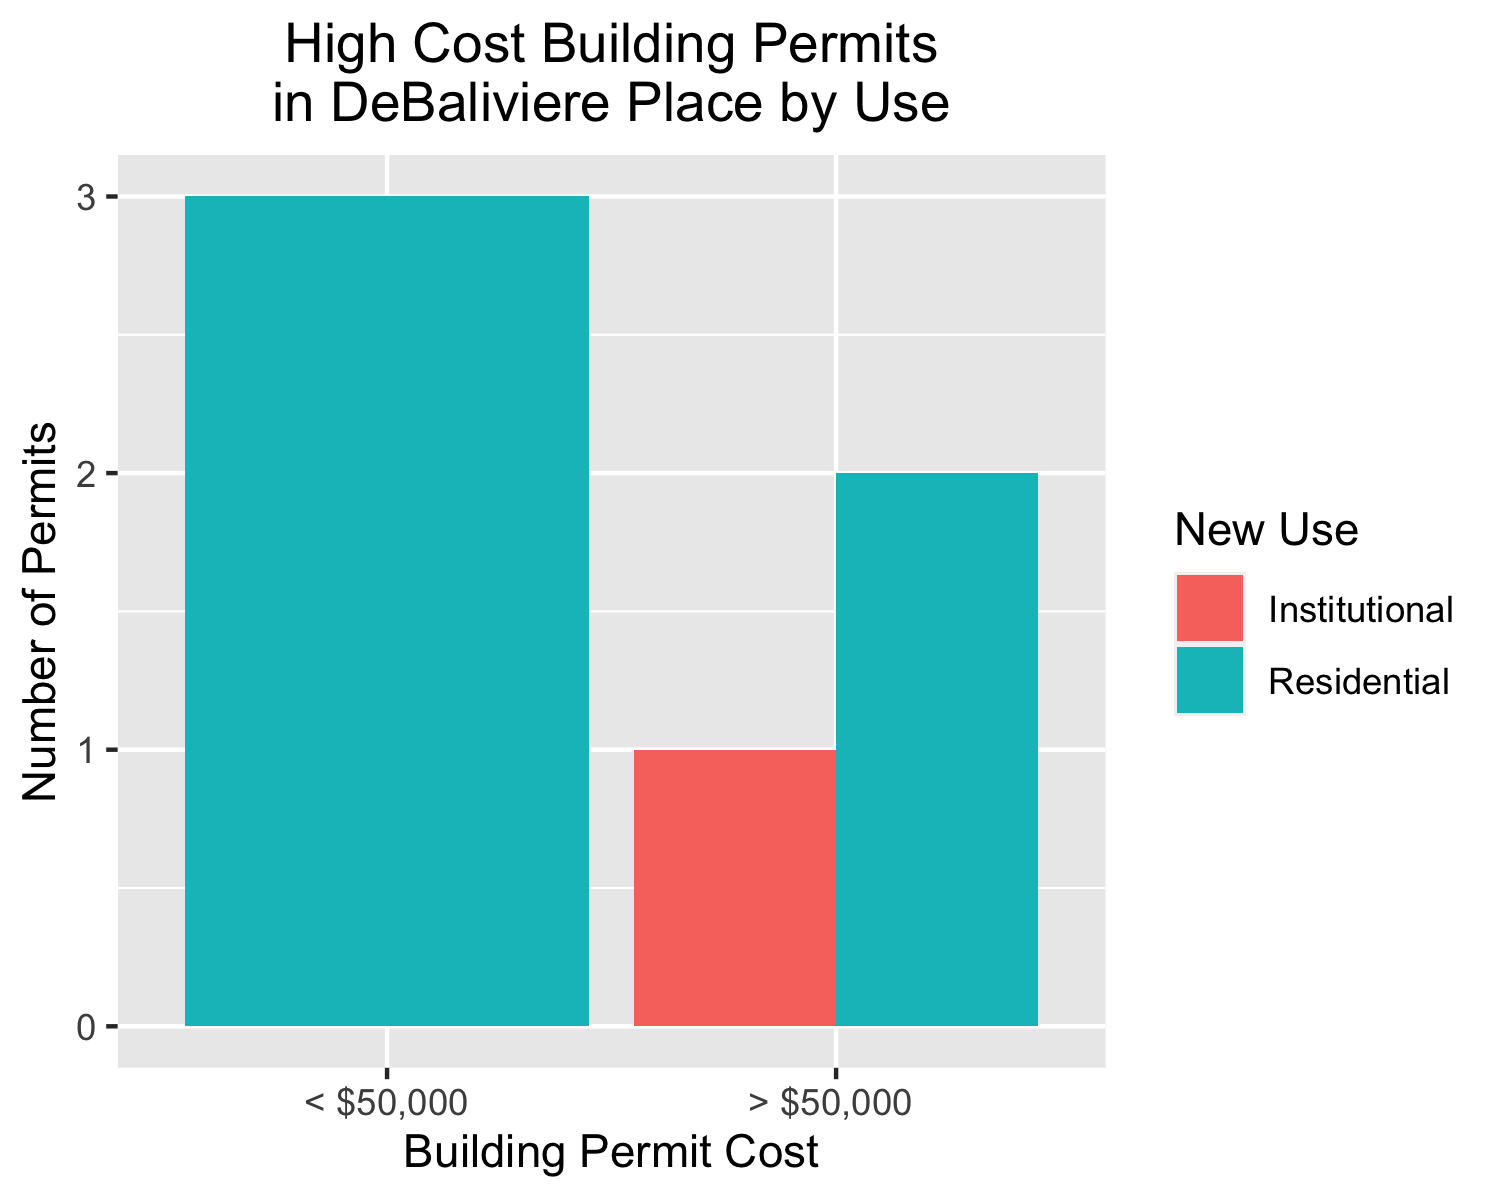 High Cost Building Permits
in DeBaliviere Place by Use
Number of Permits
3
2
1
0
< $50,000
> $50,000
Building Permit Cost
New Use
Institutional
Residential